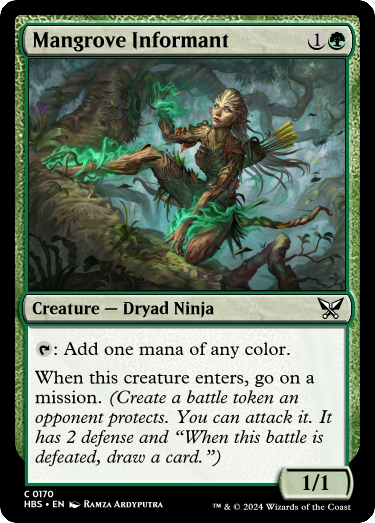 Mangrove Informant 1
Creature — Dryad Ninja
: Add one mana of any color.
When this creature enters, go on a
mission. (Create a battle token an
opponent protects. You can attack it. It
has 2 defense and “When this battle is
defeated, draw a card.”)
1/1
C 0170
HBS • EN Ramza Ardyputra
™ & © 2024 Wizards of the Coast